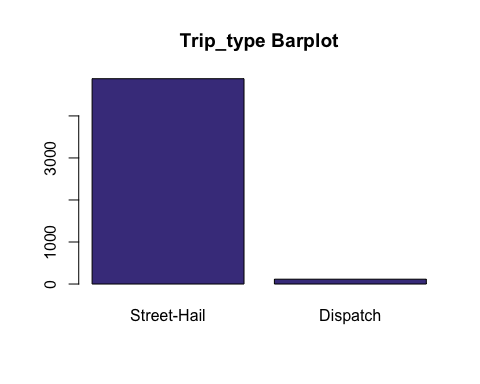 Trip_type Barplot
3000
1000
0
Street-Hail
Dispatch